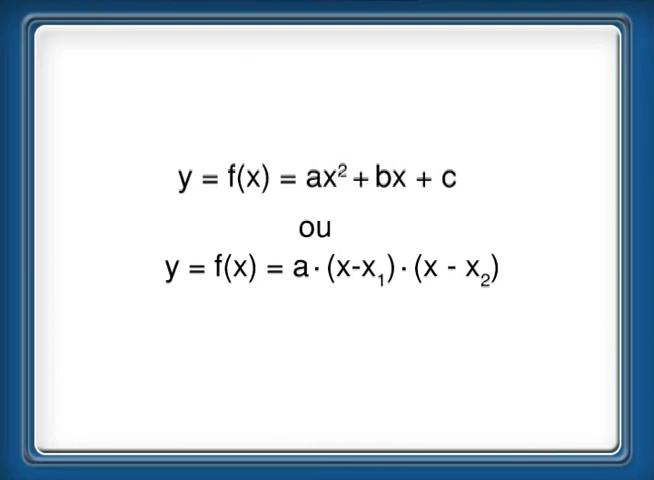 y = f(x) = ax² + bx + c
ou
y = f(x) = a · (x-x₁) · (x - x₂)